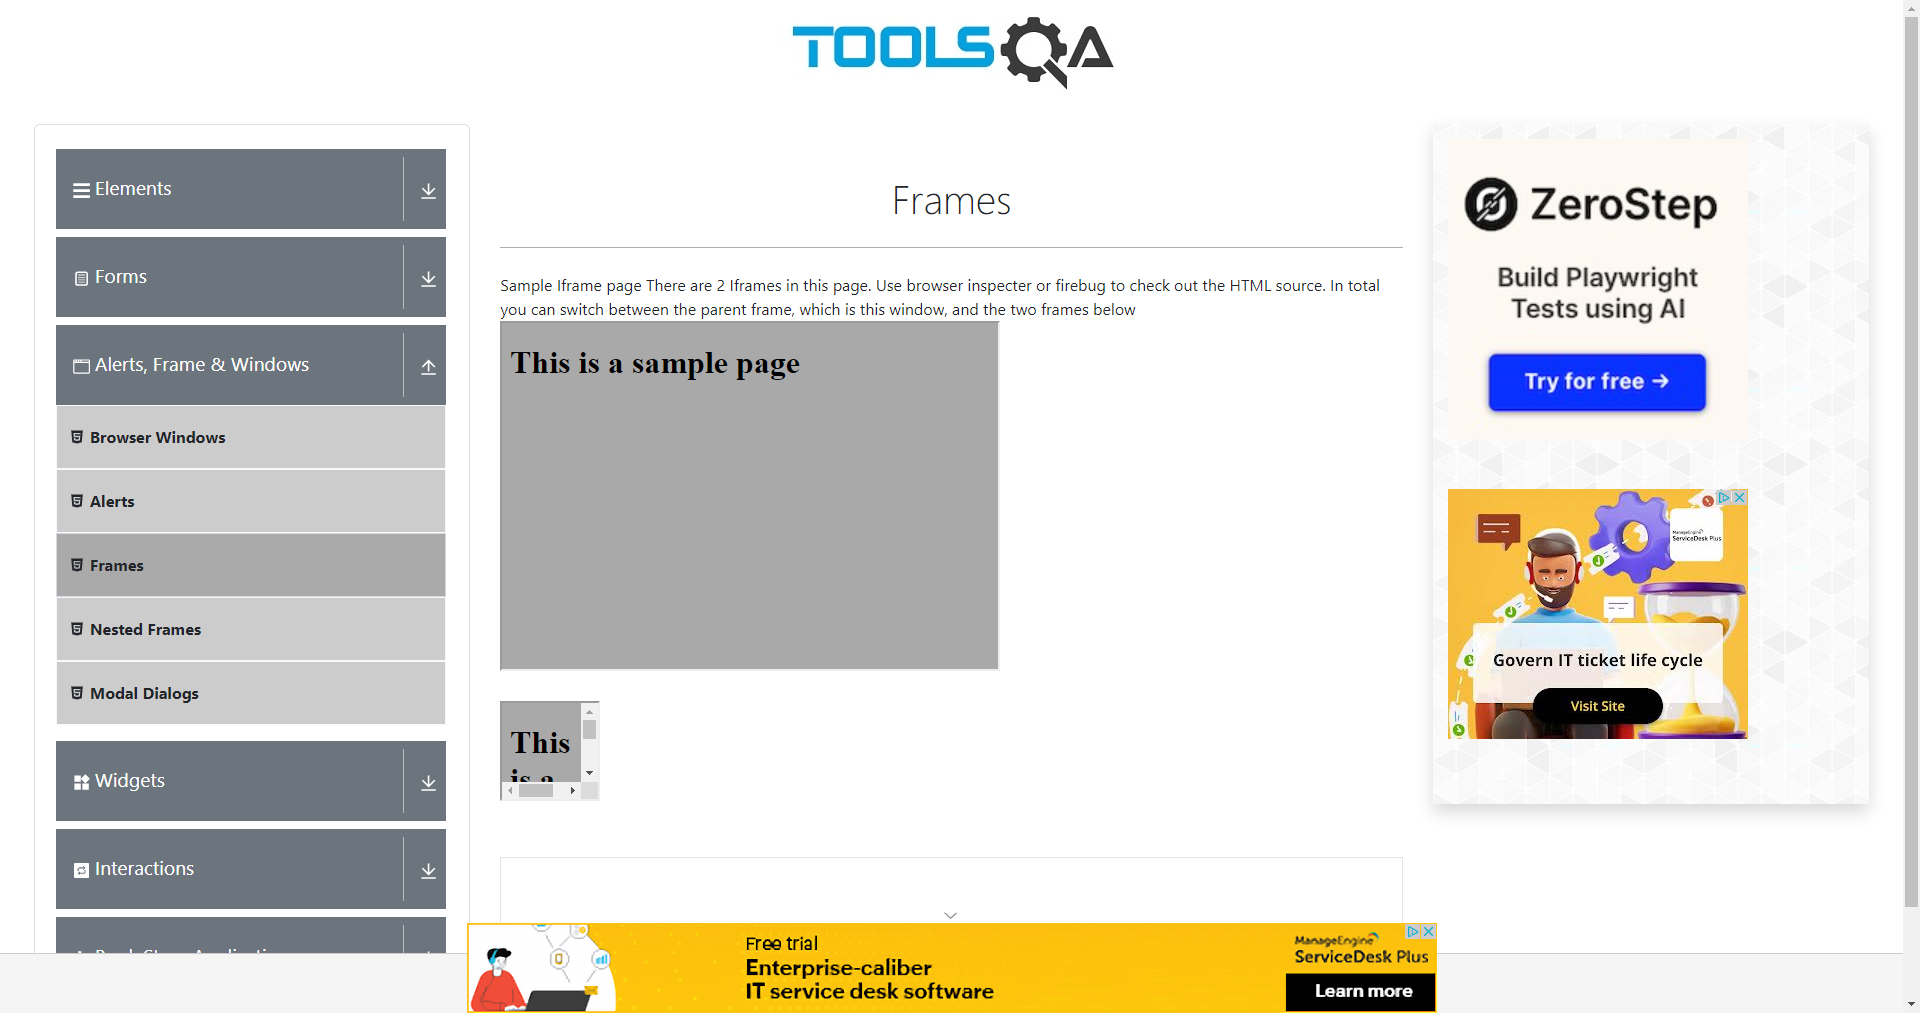 TOOLSQA
Elements
Forms
Alerts, Frame & Windows
Browser Windows
Alerts
Frames
Nested Frames
Modal Dialogs
Widgets
Interactions
Frames
Sample Iframe page There are 2 Iframes in this page. Use browser inspecter or firebug to check out the HTML source. In total
you can switch between the parent frame, which is this window, and the two frames below
This is a sample page
This
is a
ZeroStep
Build Playwright
Tests using AI
Try for free →
ManageEngine
ServiceDesk Plus
Govern IT ticket life cycle
Visit Site
Free trial
Enterprise-caliber
IT service desk software
ManageEngine
ServiceDesk Plus
Learn more